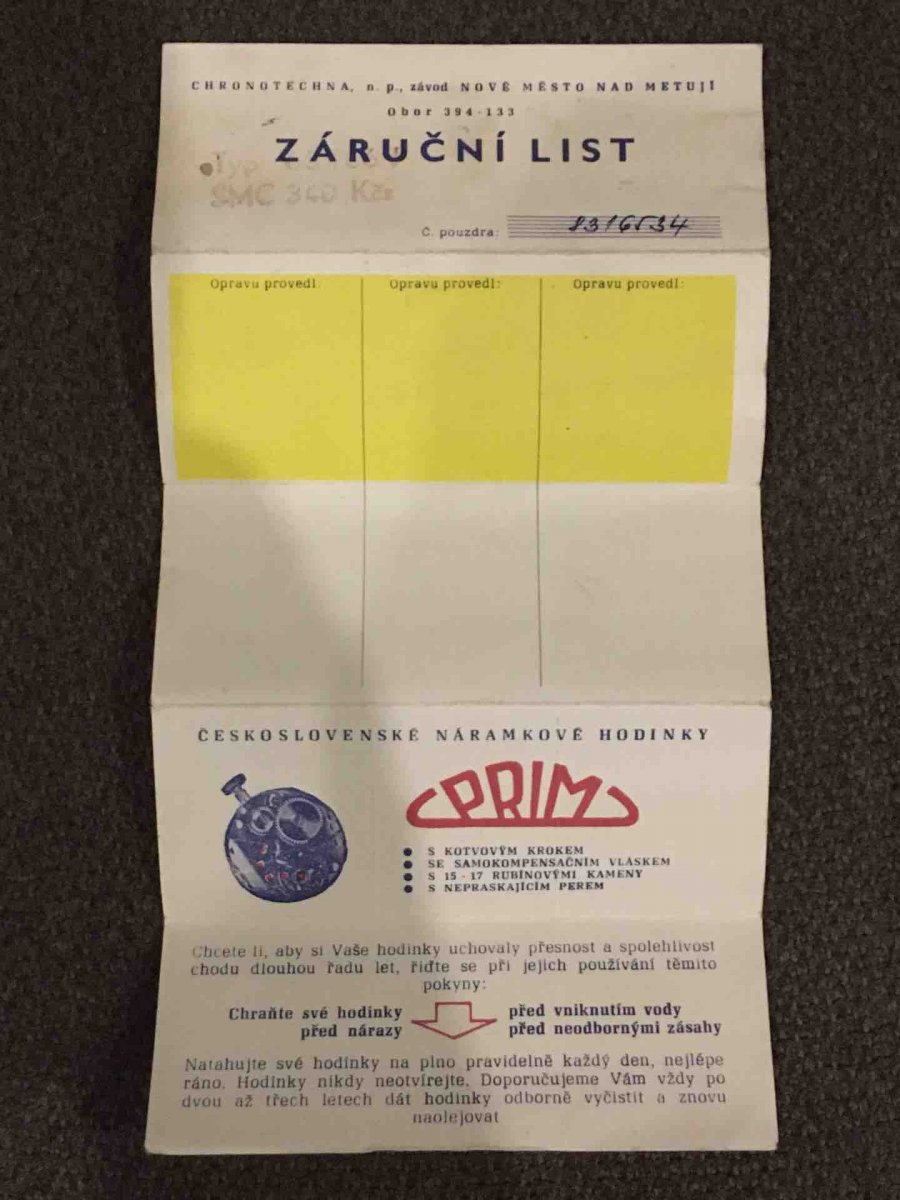 CHRONOTECHNA, n. p., závod NOVÉ MĚSTO NAD METUJÍ
Obor 394-133
ZÁRUČNÍ LIST
Typ
SMC 340 Kčs
Č. pouzdra: 8316534
Opravu provedl: Opravu provedl: Opravu provedl:
ČESKOSLOVENSKÉ NÁRAMKOVÉ HODINKY
PRIM
● S KOTVOVÝM KROKEM
● SE SAMOKOMPENSAČNÍM VLÁSKEM
● S 15 - 17 RUBÍNOVÝMI KAMENY
● S NEPRASKAJÍCÍM PEREM
Chcete li, aby si Vaše hodinky uchovaly přesnost a spolehlivost
chodu dlouhou řadu let, řiďte se při jejich používání těmito
pokyny:
Chraňte své hodinky před vniknutím vody
před nárazy před neodbornými zásahy
Natahujte své hodinky na plno pravidelně každý den, nejlépe
ráno. Hodinky nikdy neotvírejte. Doporučujeme Vám vždy po
dvou až třech letech dát hodinky odborně vyčistit a znovu
naolejovat